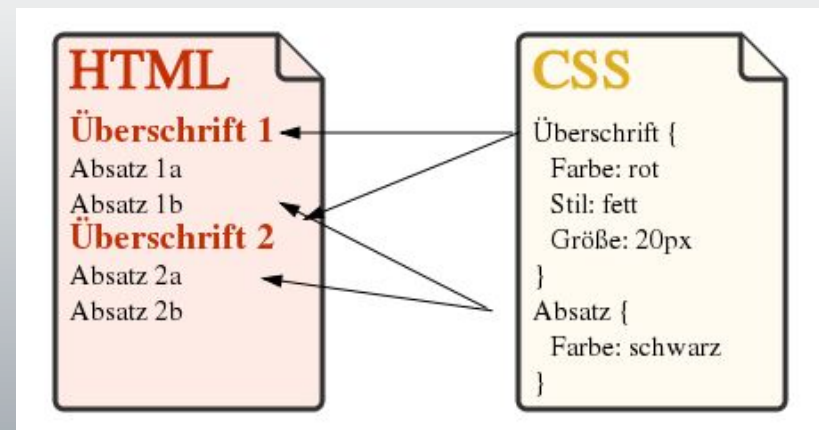 HTML
Überschrift 1
Absatz 1a
Absatz 1b
Überschrift 2
Absatz 2a
Absatz 2b
CSS
Überschrift {
Farbe: rot
Stil: fett
Größe: 20px
}
Absatz {
Farbe: schwarz
}